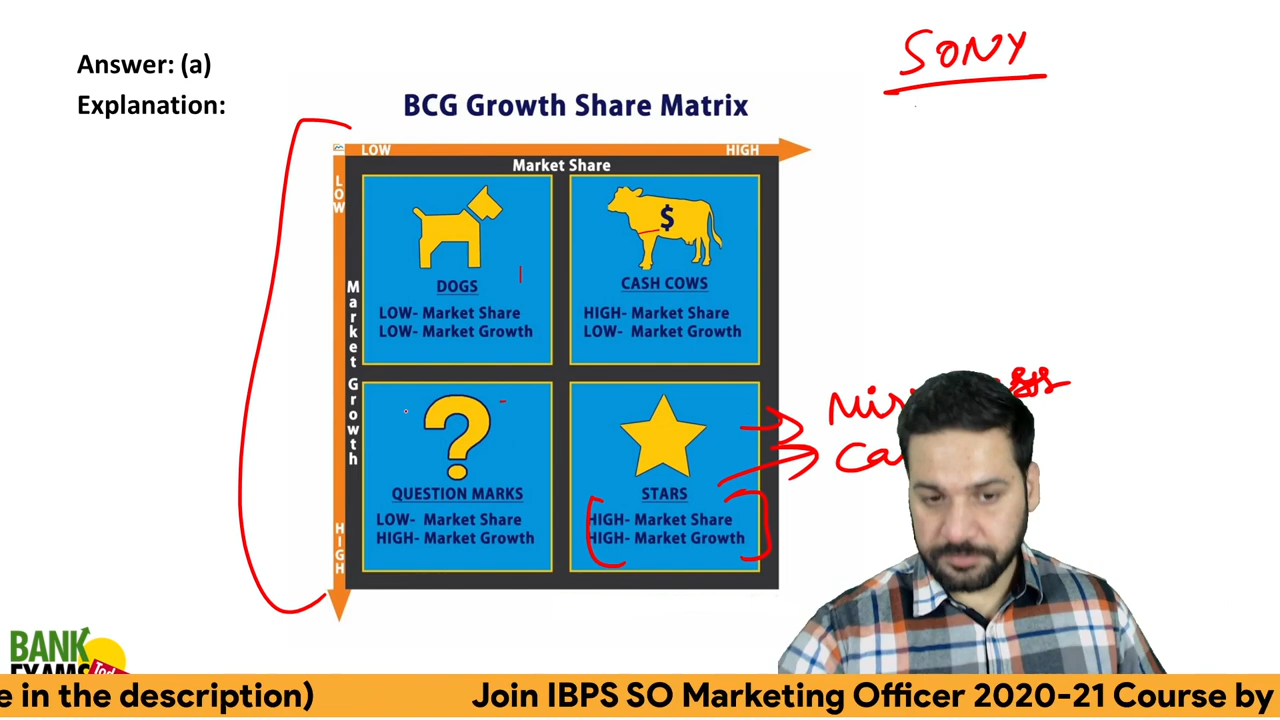 SONY
Answer: (a)
Explanation:
BCG Growth Share Matrix
LOW
HIGH
Market Share
LOW
Market Growth
HIGH
$
DOGS
LOW- Market Share
LOW- Market Growth
CASH COWS
HIGH- Market Share
LOW- Market Growth
?
QUESTION MARKS
LOW- Market Share
HIGH- Market Growth
STARS
HIGH- Market Share
HIGH- Market Growth
BANK
EXAMS
e in the description)
Join IBPS SO Marketing Officer 2020-21 Course by